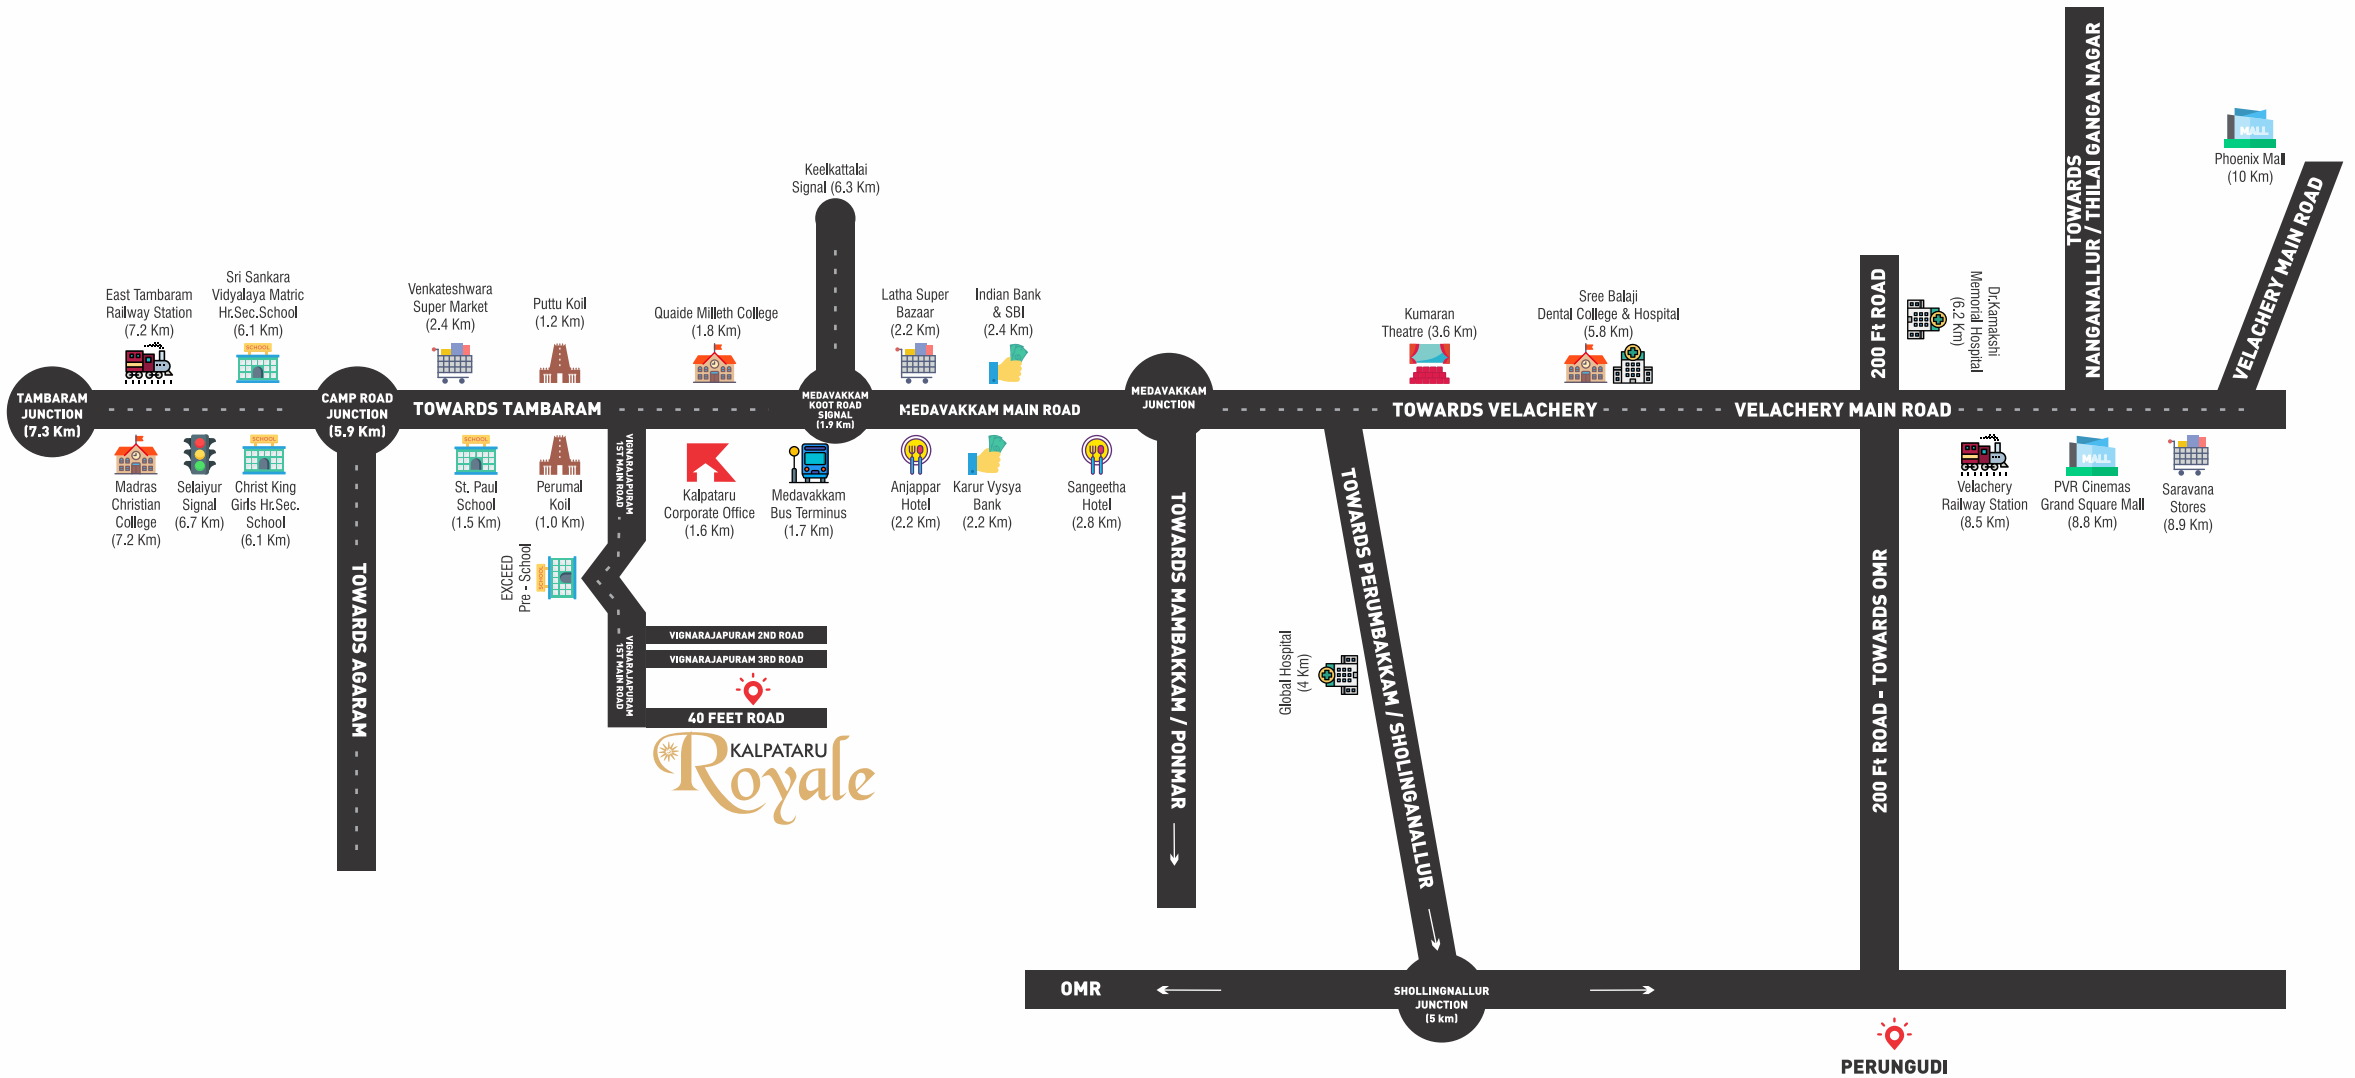 TOWARDS
NANGANALLUR / THILAI GANGA NAGAR
MALL
Phoenix Mall
(10 Km)
VELACHERY MAIN ROAD
Keelkattalai
Signal (6.3 Km)
East Tambaram
Railway Station
(7.2 Km)
Sri Sankara
Vidyalaya Matric
Hr.Sec.School
(6.1 Km)
SCHOOL
Venkateshwara
Super Market
(2.4 Km)
Puttu Koil
(1.2 Km)
Quaide Milleth College
(1.8 Km)
Latha Super
Bazaar
(2.2 Km)
Indian Bank
& SBI
(2.4 Km)
Kumaran
Theatre (3.6 Km)
Sree Balaji
Dental College & Hospital
(5.8 Km)
200 Ft ROAD
Dr.Kamakshi
Memorial Hospital
(6.2 Km)
TAMBARAM
JUNCTION
(7.3 Km)
CAMP ROAD
JUNCTION
(5.9 Km)
TOWARDS TAMBARAM
MEDAVAKKAM
KOOT ROAD
SIGNAL
(1.9 Km)
MEDAVAKKAM MAIN ROAD
MEDAVAKKAM
JUNCTION
TOWARDS VELACHERY
VELACHERY MAIN ROAD
Madras
Christian
College
(7.2 Km)
Selaiyur
Signal
(6.7 Km)
SCHOOL
Christ King
Girls Hr.Sec.
School
(6.1 Km)
SCHOOL
St. Paul
School
(1.5 Km)
Perumal
Koil
(1.0 Km)
VIGNARAJAPURAM
1ST MAIN ROAD
Kalpataru
Corporate Office
(1.6 Km)
Medavakkam
Bus Terminus
(1.7 Km)
Anjappar
Hotel
(2.2 Km)
Karur Vysya
Bank
(2.2 Km)
Sangeetha
Hotel
(2.8 Km)
Velachery
Railway Station
(8.5 Km)
MALL
PVR Cinemas
Grand Square Mall
(8.8 Km)
Saravana
Stores
(8.9 Km)
TOWARDS AGARAM
EXCEED
Pre - School
SCHOOL
VIGNARAJAPURAM
1ST MAIN ROAD
VIGNARAJAPURAM 2ND ROAD
VIGNARAJAPURAM 3RD ROAD
40 FEET ROAD
KALPATARU
Royale
TOWARDS MAMBAKKAM / PONMAR
Global Hospital
(4 Km)
TOWARDS PERUMBAKKAM / SHOLINGANALLUR
200 Ft ROAD - TOWARDS OMR
OMR
SHOLLINGNALLUR
JUNCTION
(5 km)
PERUNGUDI